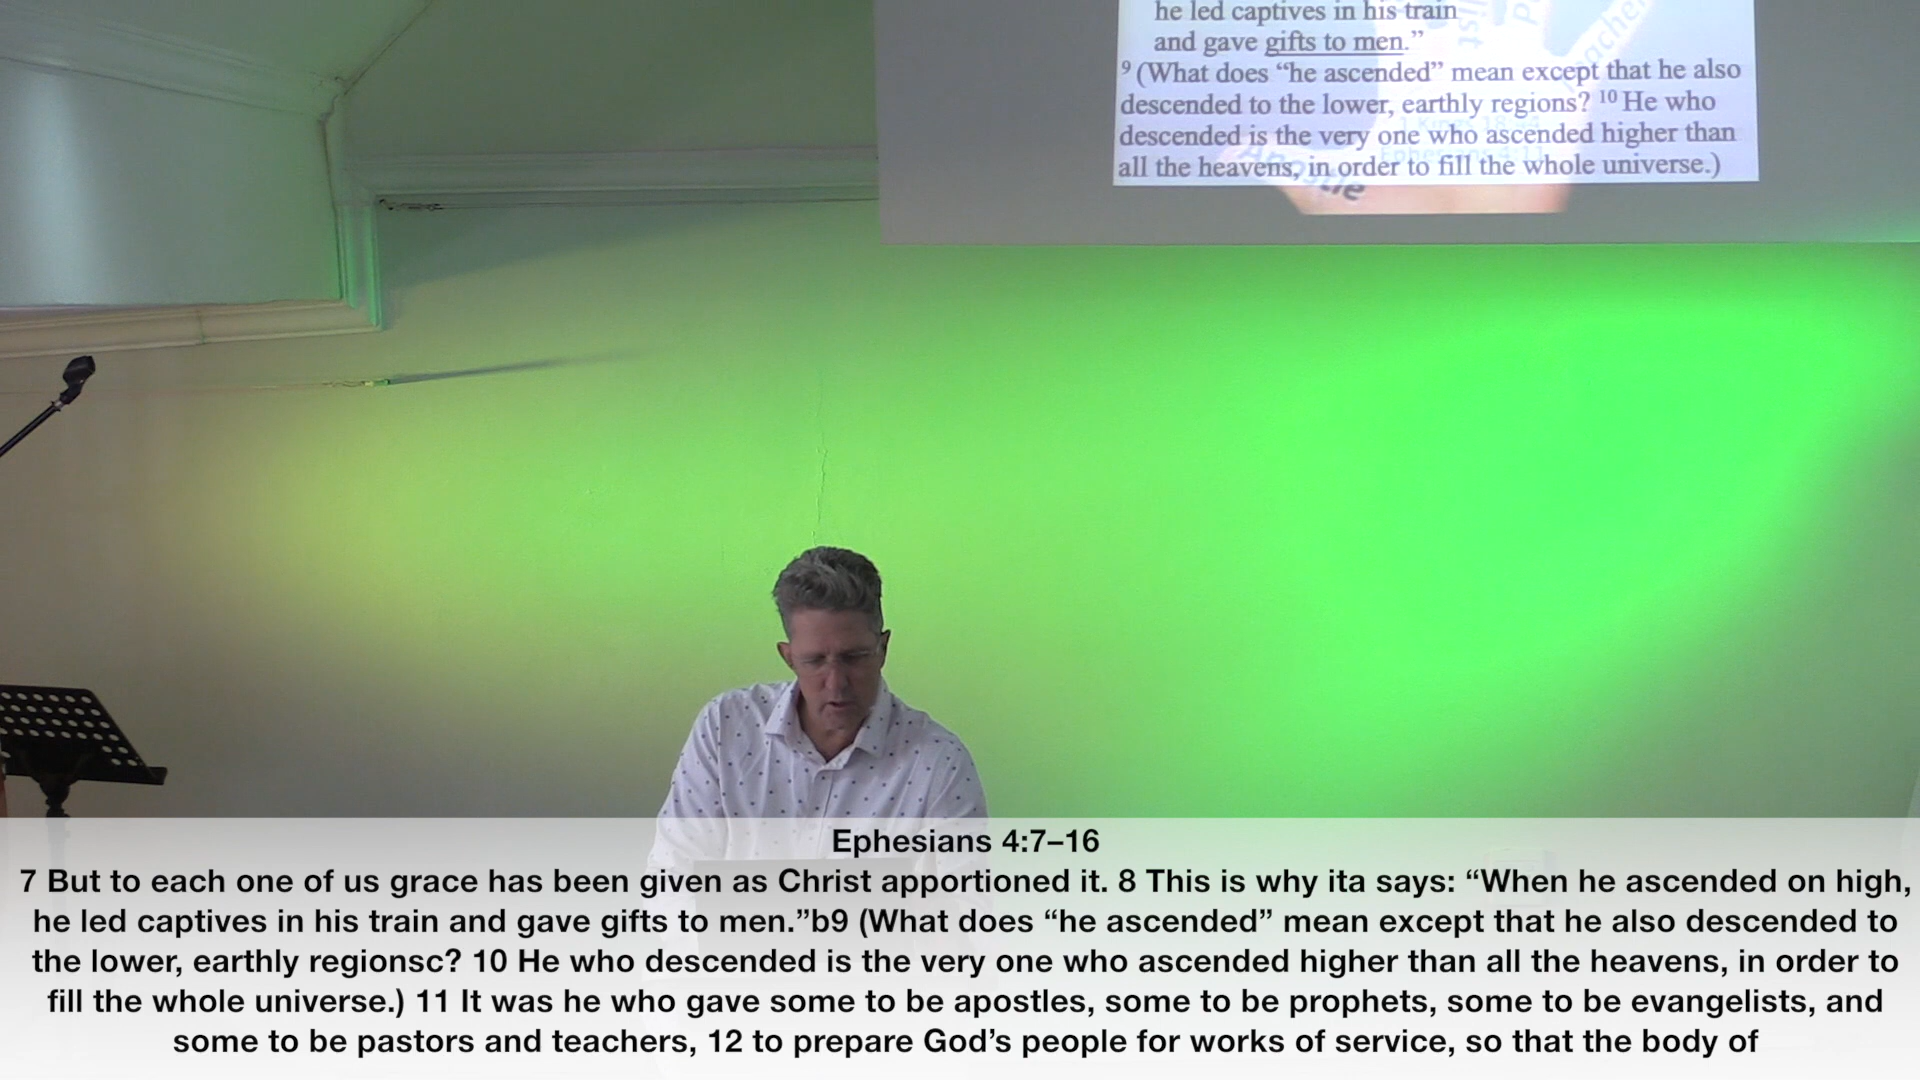 he led captives in his train
and gave gifts to men.”
9 (What does “he ascended” mean except that he also
descended to the lower, earthly regions? 10 He who
descended is the very one who ascended higher than
all the heavens, in order to fill the whole universe.)
Teacher
Apostle
Ephesians 4:7–16
7 But to each one of us grace has been given as Christ apportioned it. 8 This is why ita says: “When he ascended on high,
he led captives in his train and gave gifts to men.”b9 (What does “he ascended” mean except that he also descended to
the lower, earthly regionsc? 10 He who descended is the very one who ascended higher than all the heavens, in order to
fill the whole universe.) 11 It was he who gave some to be apostles, some to be prophets, some to be evangelists, and
some to be pastors and teachers, 12 to prepare God’s people for works of service, so that the body of